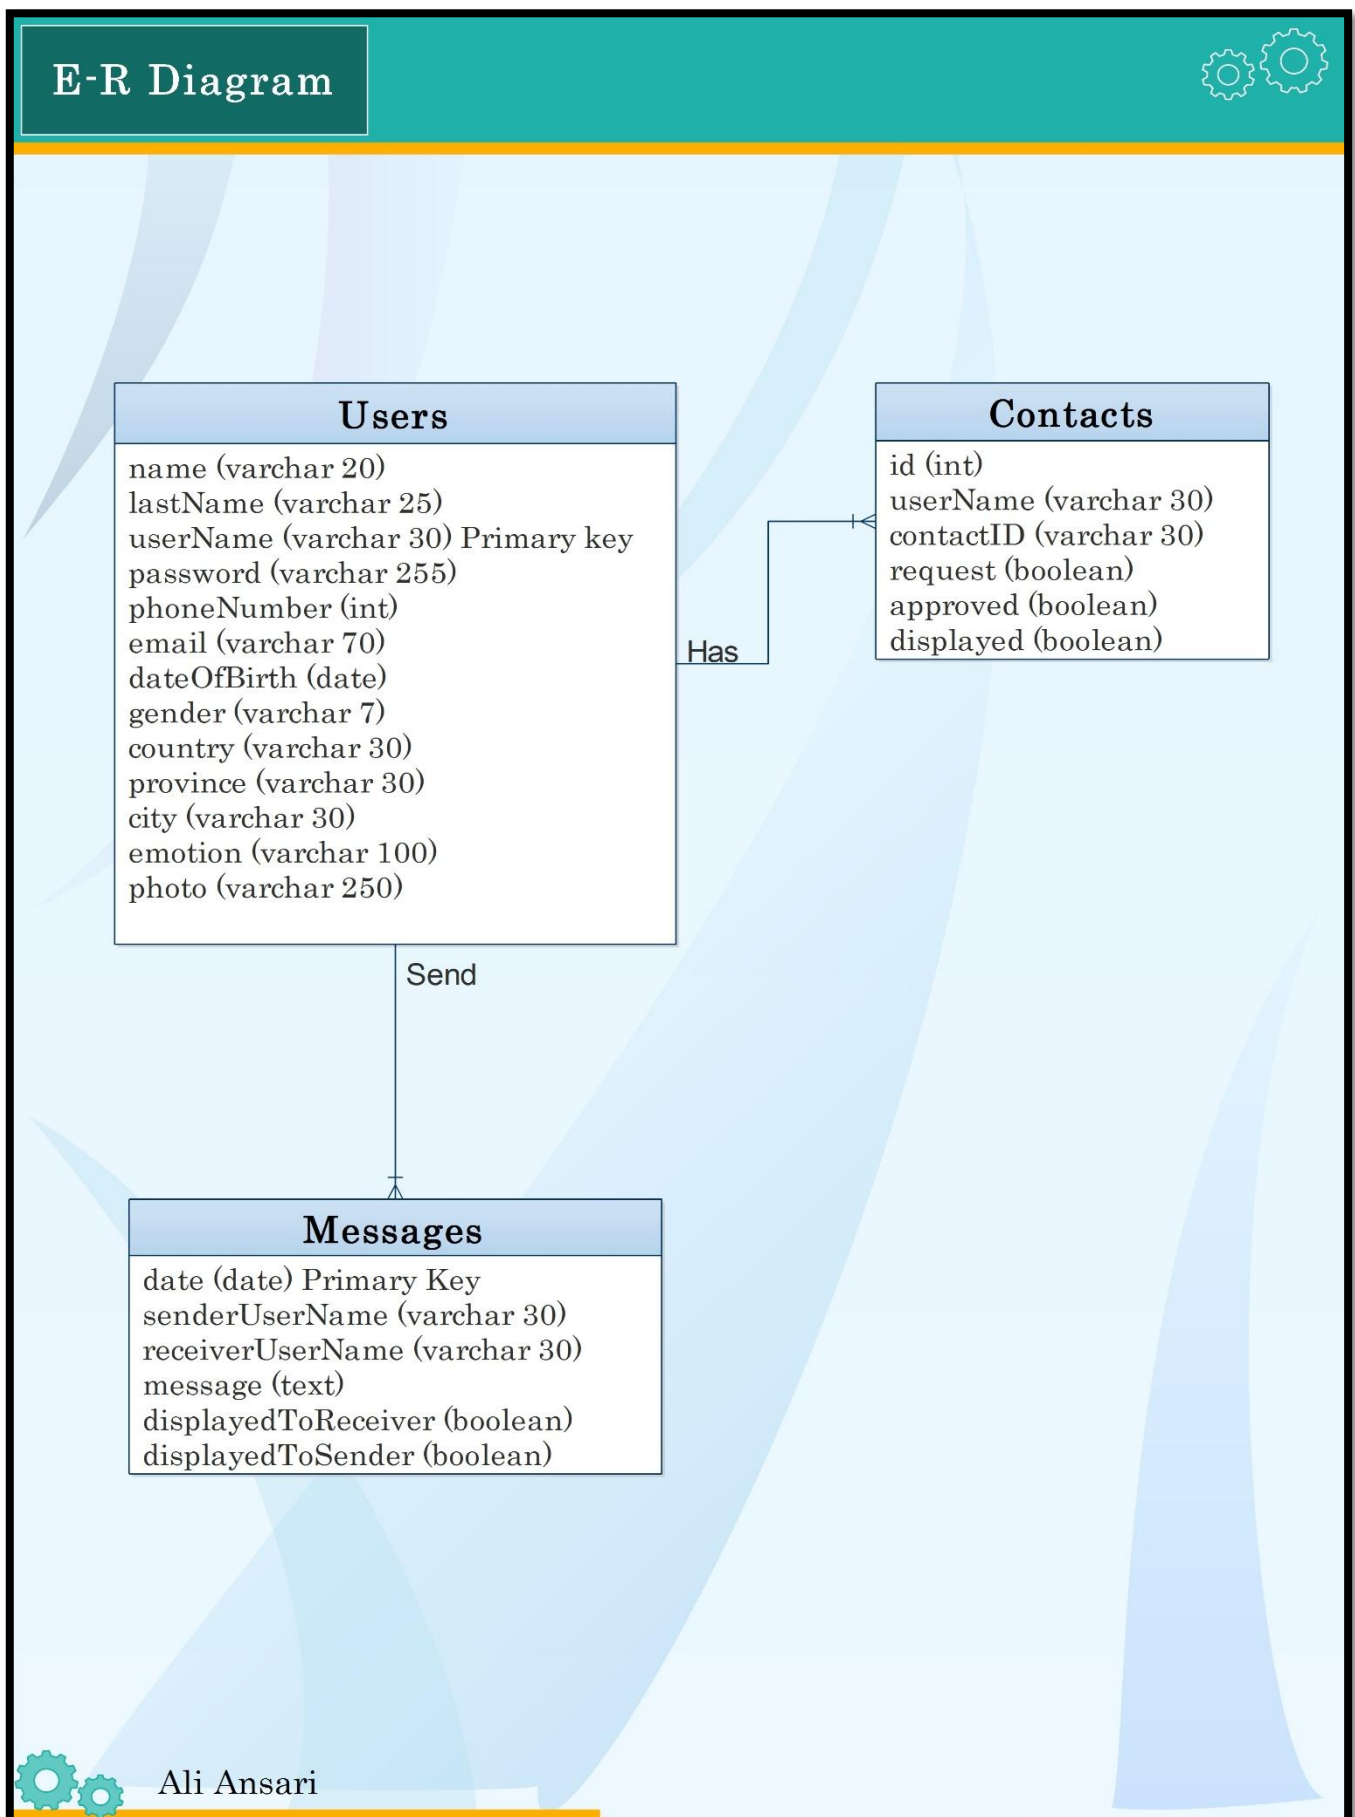 E-R Diagram
Users
name (varchar 20)
lastName (varchar 25)
userName (varchar 30) Primary key
password (varchar 255)
phoneNumber (int)
email (varchar 70)
dateOfBirth (date)
gender (varchar 7)
country (varchar 30)
province (varchar 30)
city (varchar 30)
emotion (varchar 100)
photo (varchar 250)
Has
Contacts
id (int)
userName (varchar 30)
contactID (varchar 30)
request (boolean)
approved (boolean)
displayed (boolean)
Send
Messages
date (date) Primary Key
senderUserName (varchar 30)
receiverUserName (varchar 30)
message (text)
displayedToReceiver (boolean)
displayedToSender (boolean)
Ali Ansari